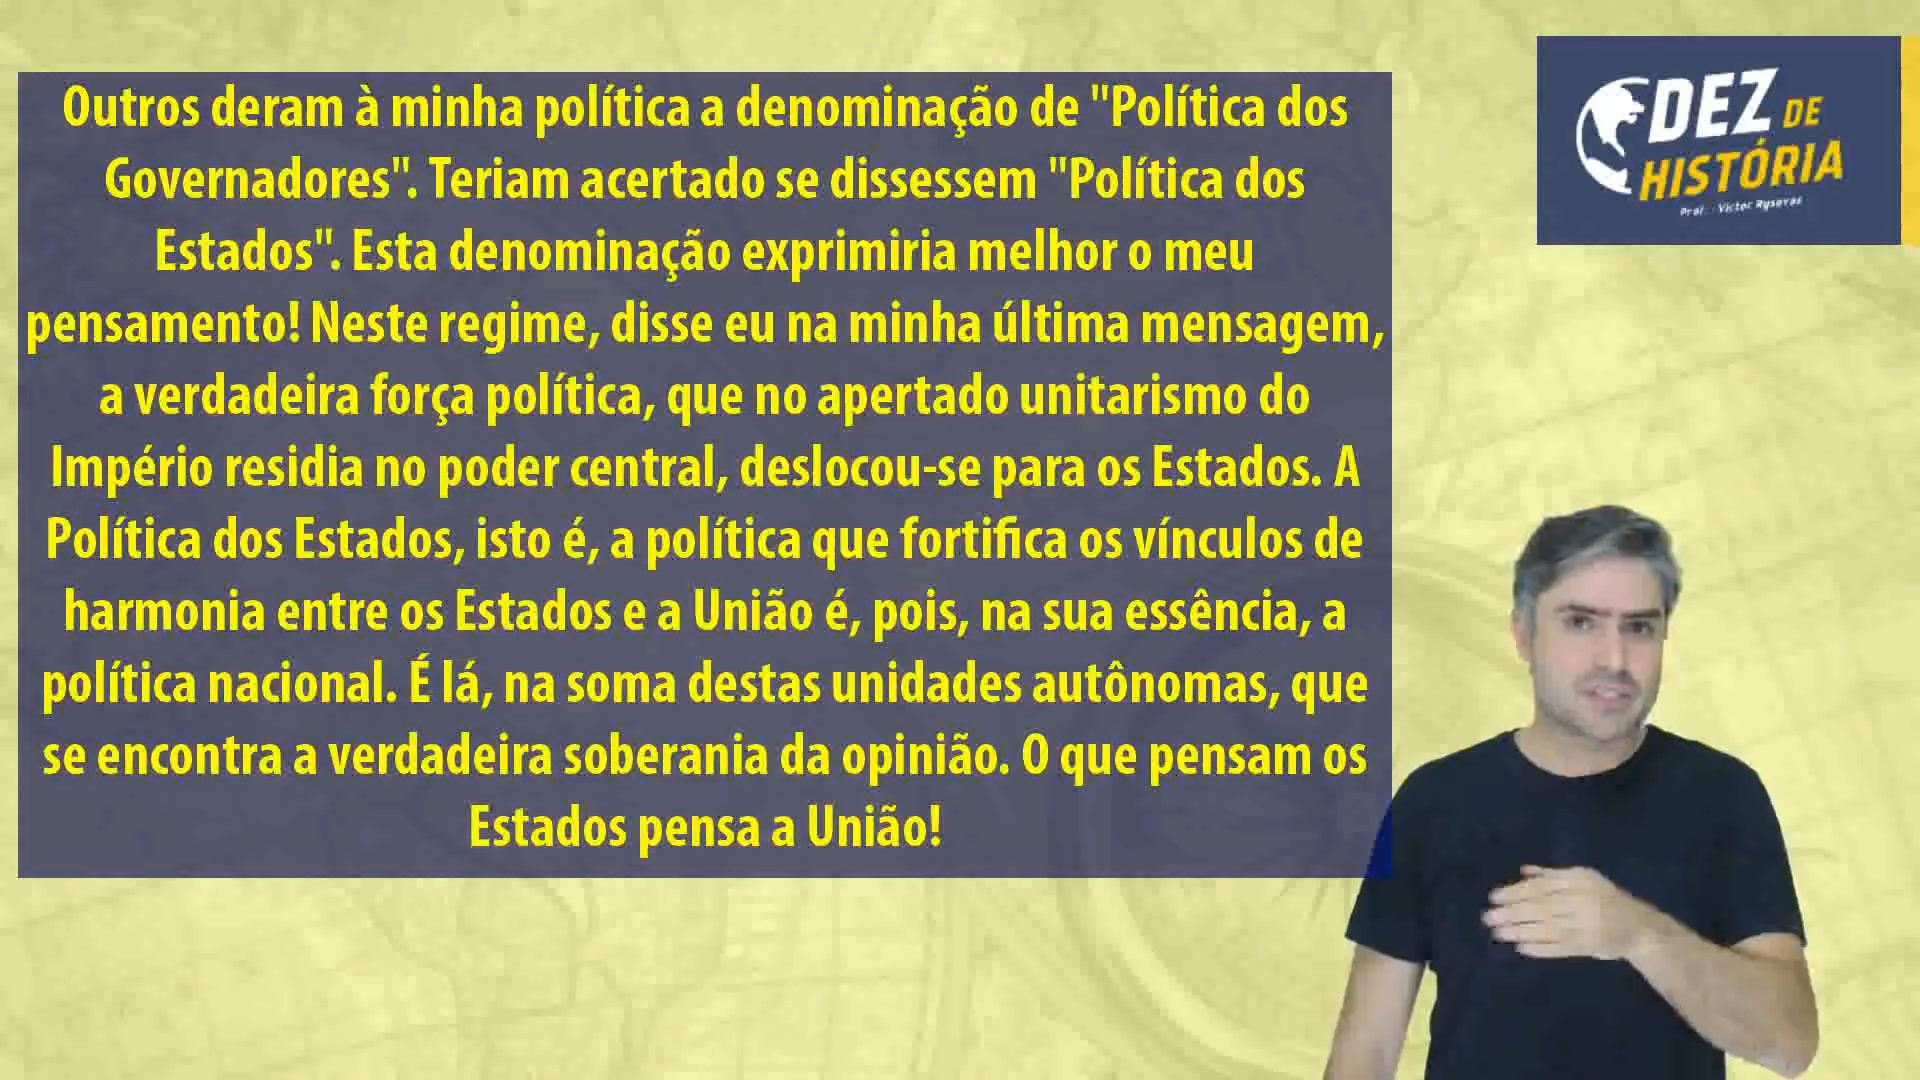 Outros deram à minha política a denominação de "Política dos
Governadores". Teriam acertado se dissessem "Política dos
Estados". Esta denominação exprimiria melhor o meu
pensamento! Neste regime, disse eu na minha última mensagem,
a verdadeira força política, que no apertado unitarismo do
Império residia no poder central, deslocou-se para os Estados. A
Política dos Estados, isto é, a política que fortifica os vínculos de
harmonia entre os Estados e a União é, pois, na sua essência, a
política nacional. É lá, na soma destas unidades autônomas, que
se encontra a verdadeira soberania da opinião. O que pensam os
Estados pensa a União!
DEZ DE
HISTÓRIA
Prof.: Victor Rysovas